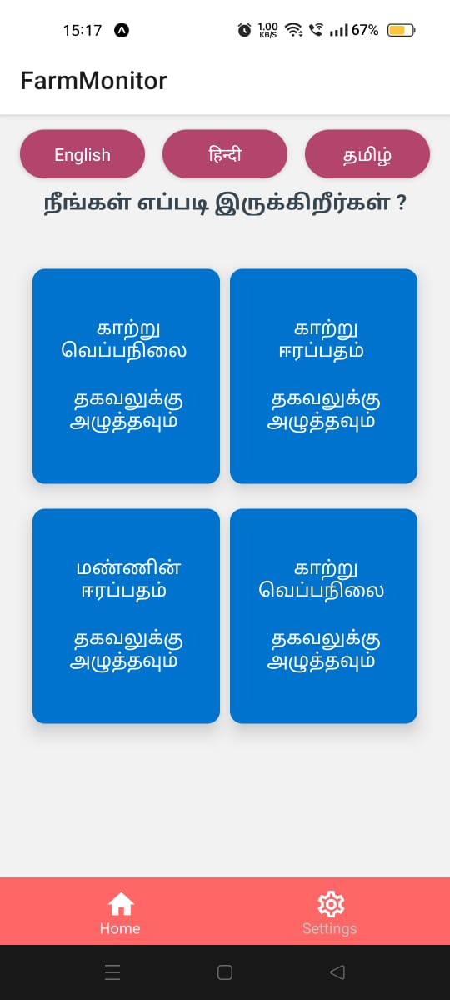 15:17
1.00
KB/S
67%
FarmMonitor
English
हिन्दी
தமிழ்
நீங்கள் எப்படி இருக்கிறீர்கள் ?
காற்று
வெப்பநிலை
தகவலுக்கு
அழுத்தவும்
காற்று
ஈரப்பதம்
தகவலுக்கு
அழுத்தவும்
மண்ணின்
ஈரப்பதம்
தகவலுக்கு
அழுத்தவும்
காற்று
வெப்பநிலை
தகவலுக்கு
அழுத்தவும்
Home
Settings